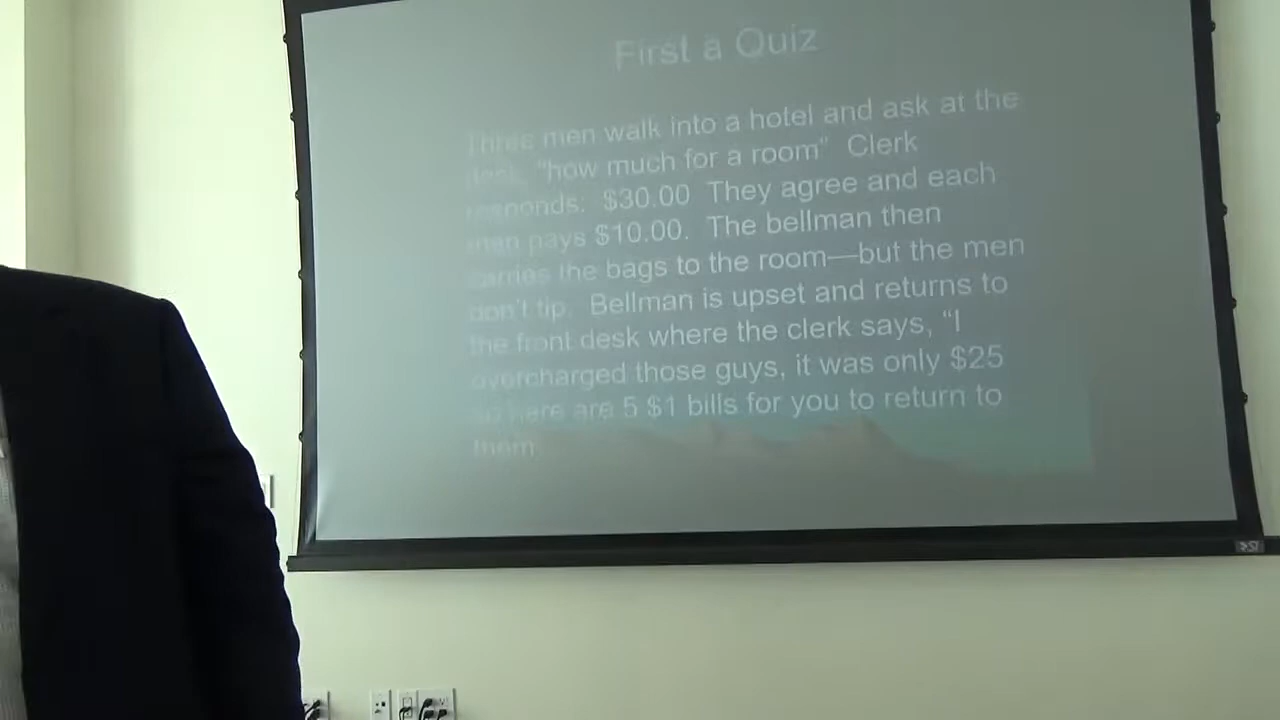 First a Quiz
Three men walk into a hotel and ask at the
desk, "how much for a room" Clerk
responds: $30.00 They agree and each
man pays $10.00. The bellman then
carries the bags to the room—but the men
don't tip. Bellman is upset and returns to
the front desk where the clerk says, "I
overcharged those guys, it was only $25
so here are 5 $1 bills for you to return to
them